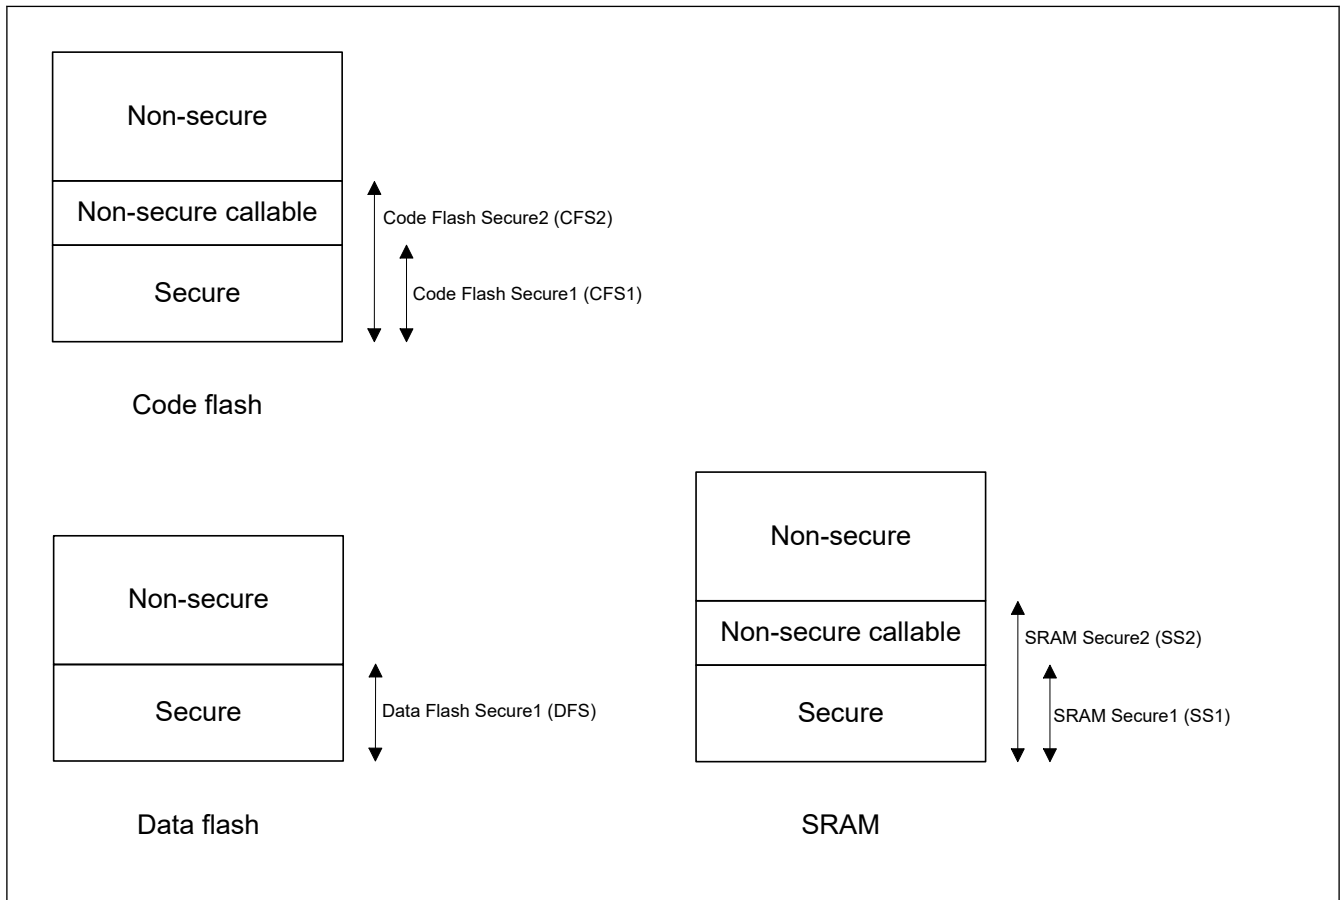 Non-secure
Non-secure callable
Code Flash Secure2 (CFS2)
Secure
Code Flash Secure1 (CFS1)
Code flash
Non-secure
Secure
Data Flash Secure1 (DFS)
Data flash
Non-secure
Non-secure callable
SRAM Secure2 (SS2)
Secure
SRAM Secure1 (SS1)
SRAM